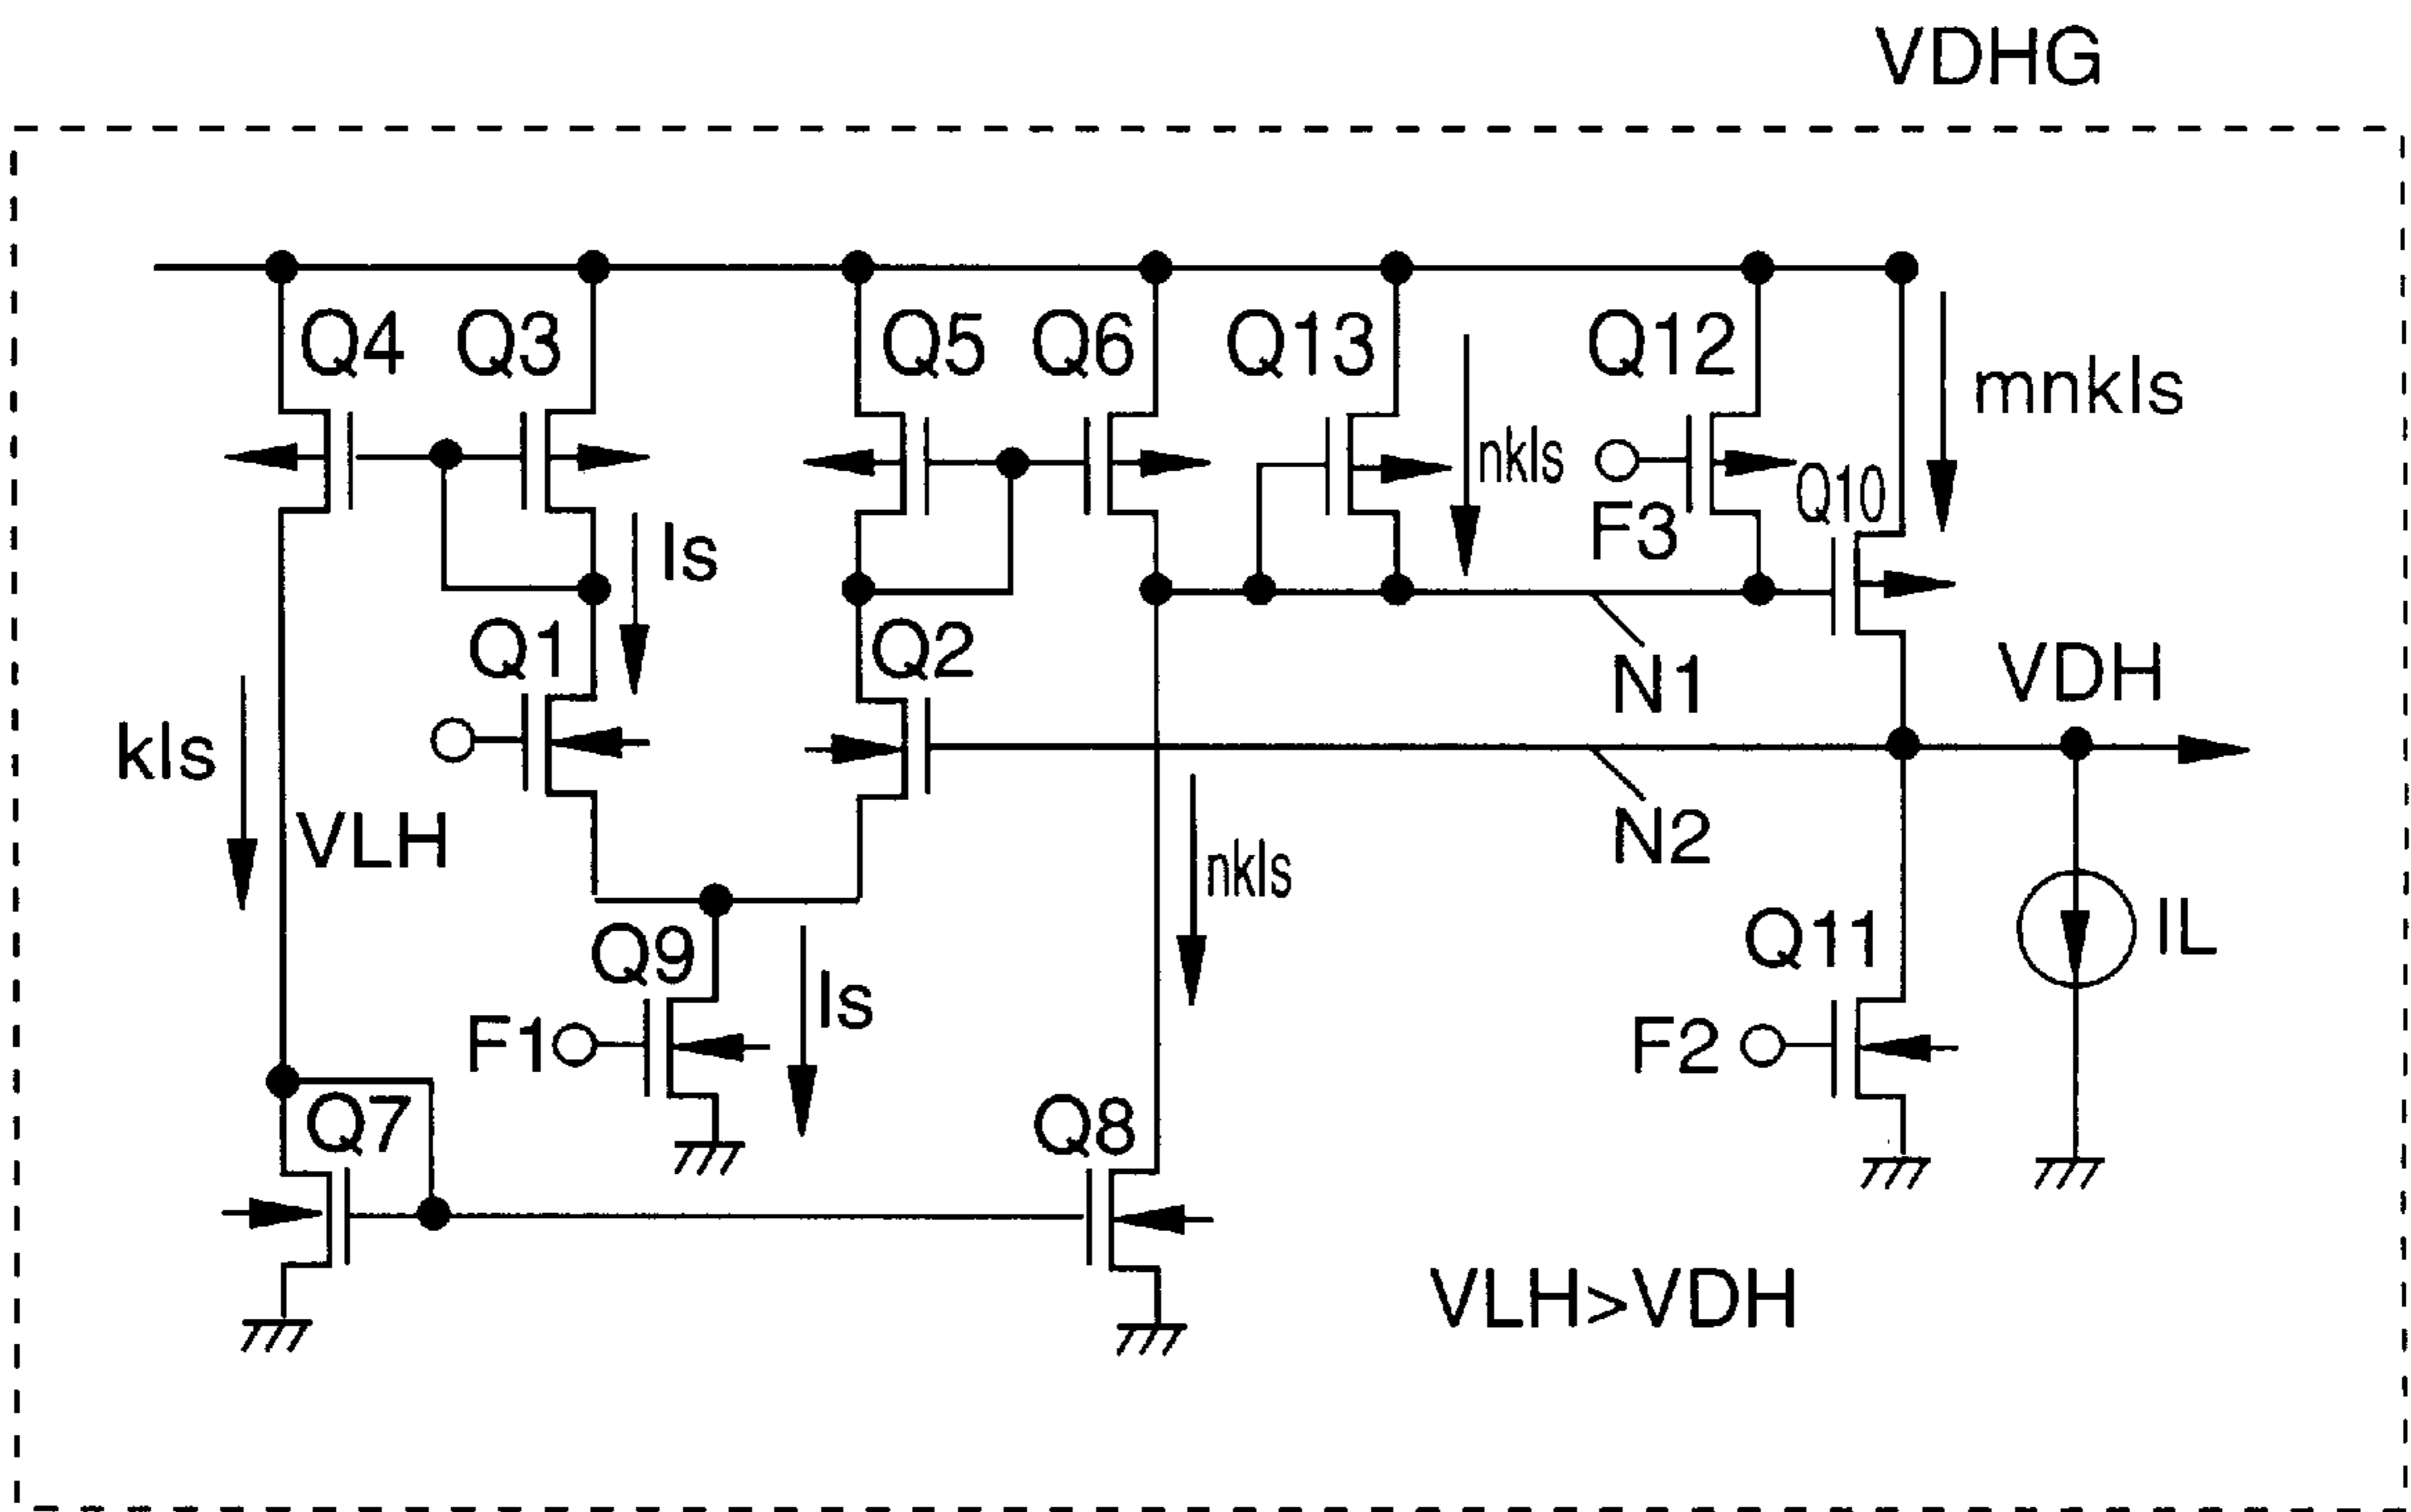 VDHG
Q4
Q3
Q5
Q6
Q13
Q12
mnkIs
nkIs
Q10
F3
Is
Q1
Q2
N1
VDH
kIs
VLH
N2
nkIs
Q9
Is
Q11
IL
F1
F2
Q7
Q8
VLH>VDH